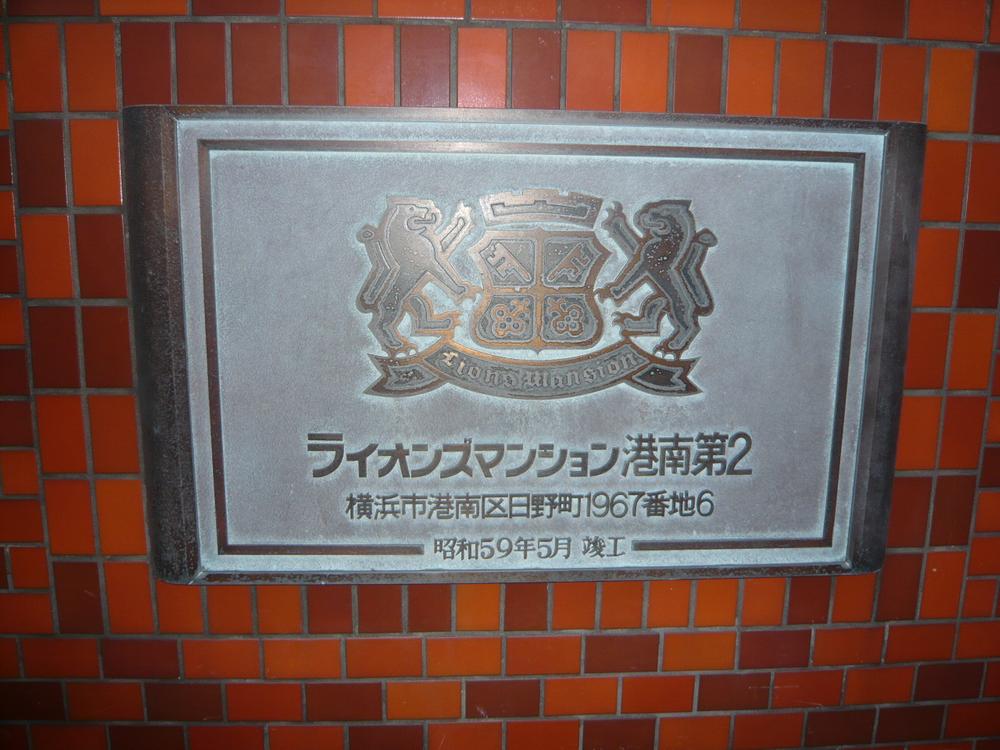 Lions Mansion
ライオンズマンション港南第2
横浜市港南区日野町1967番地6
昭和59年5月 竣工